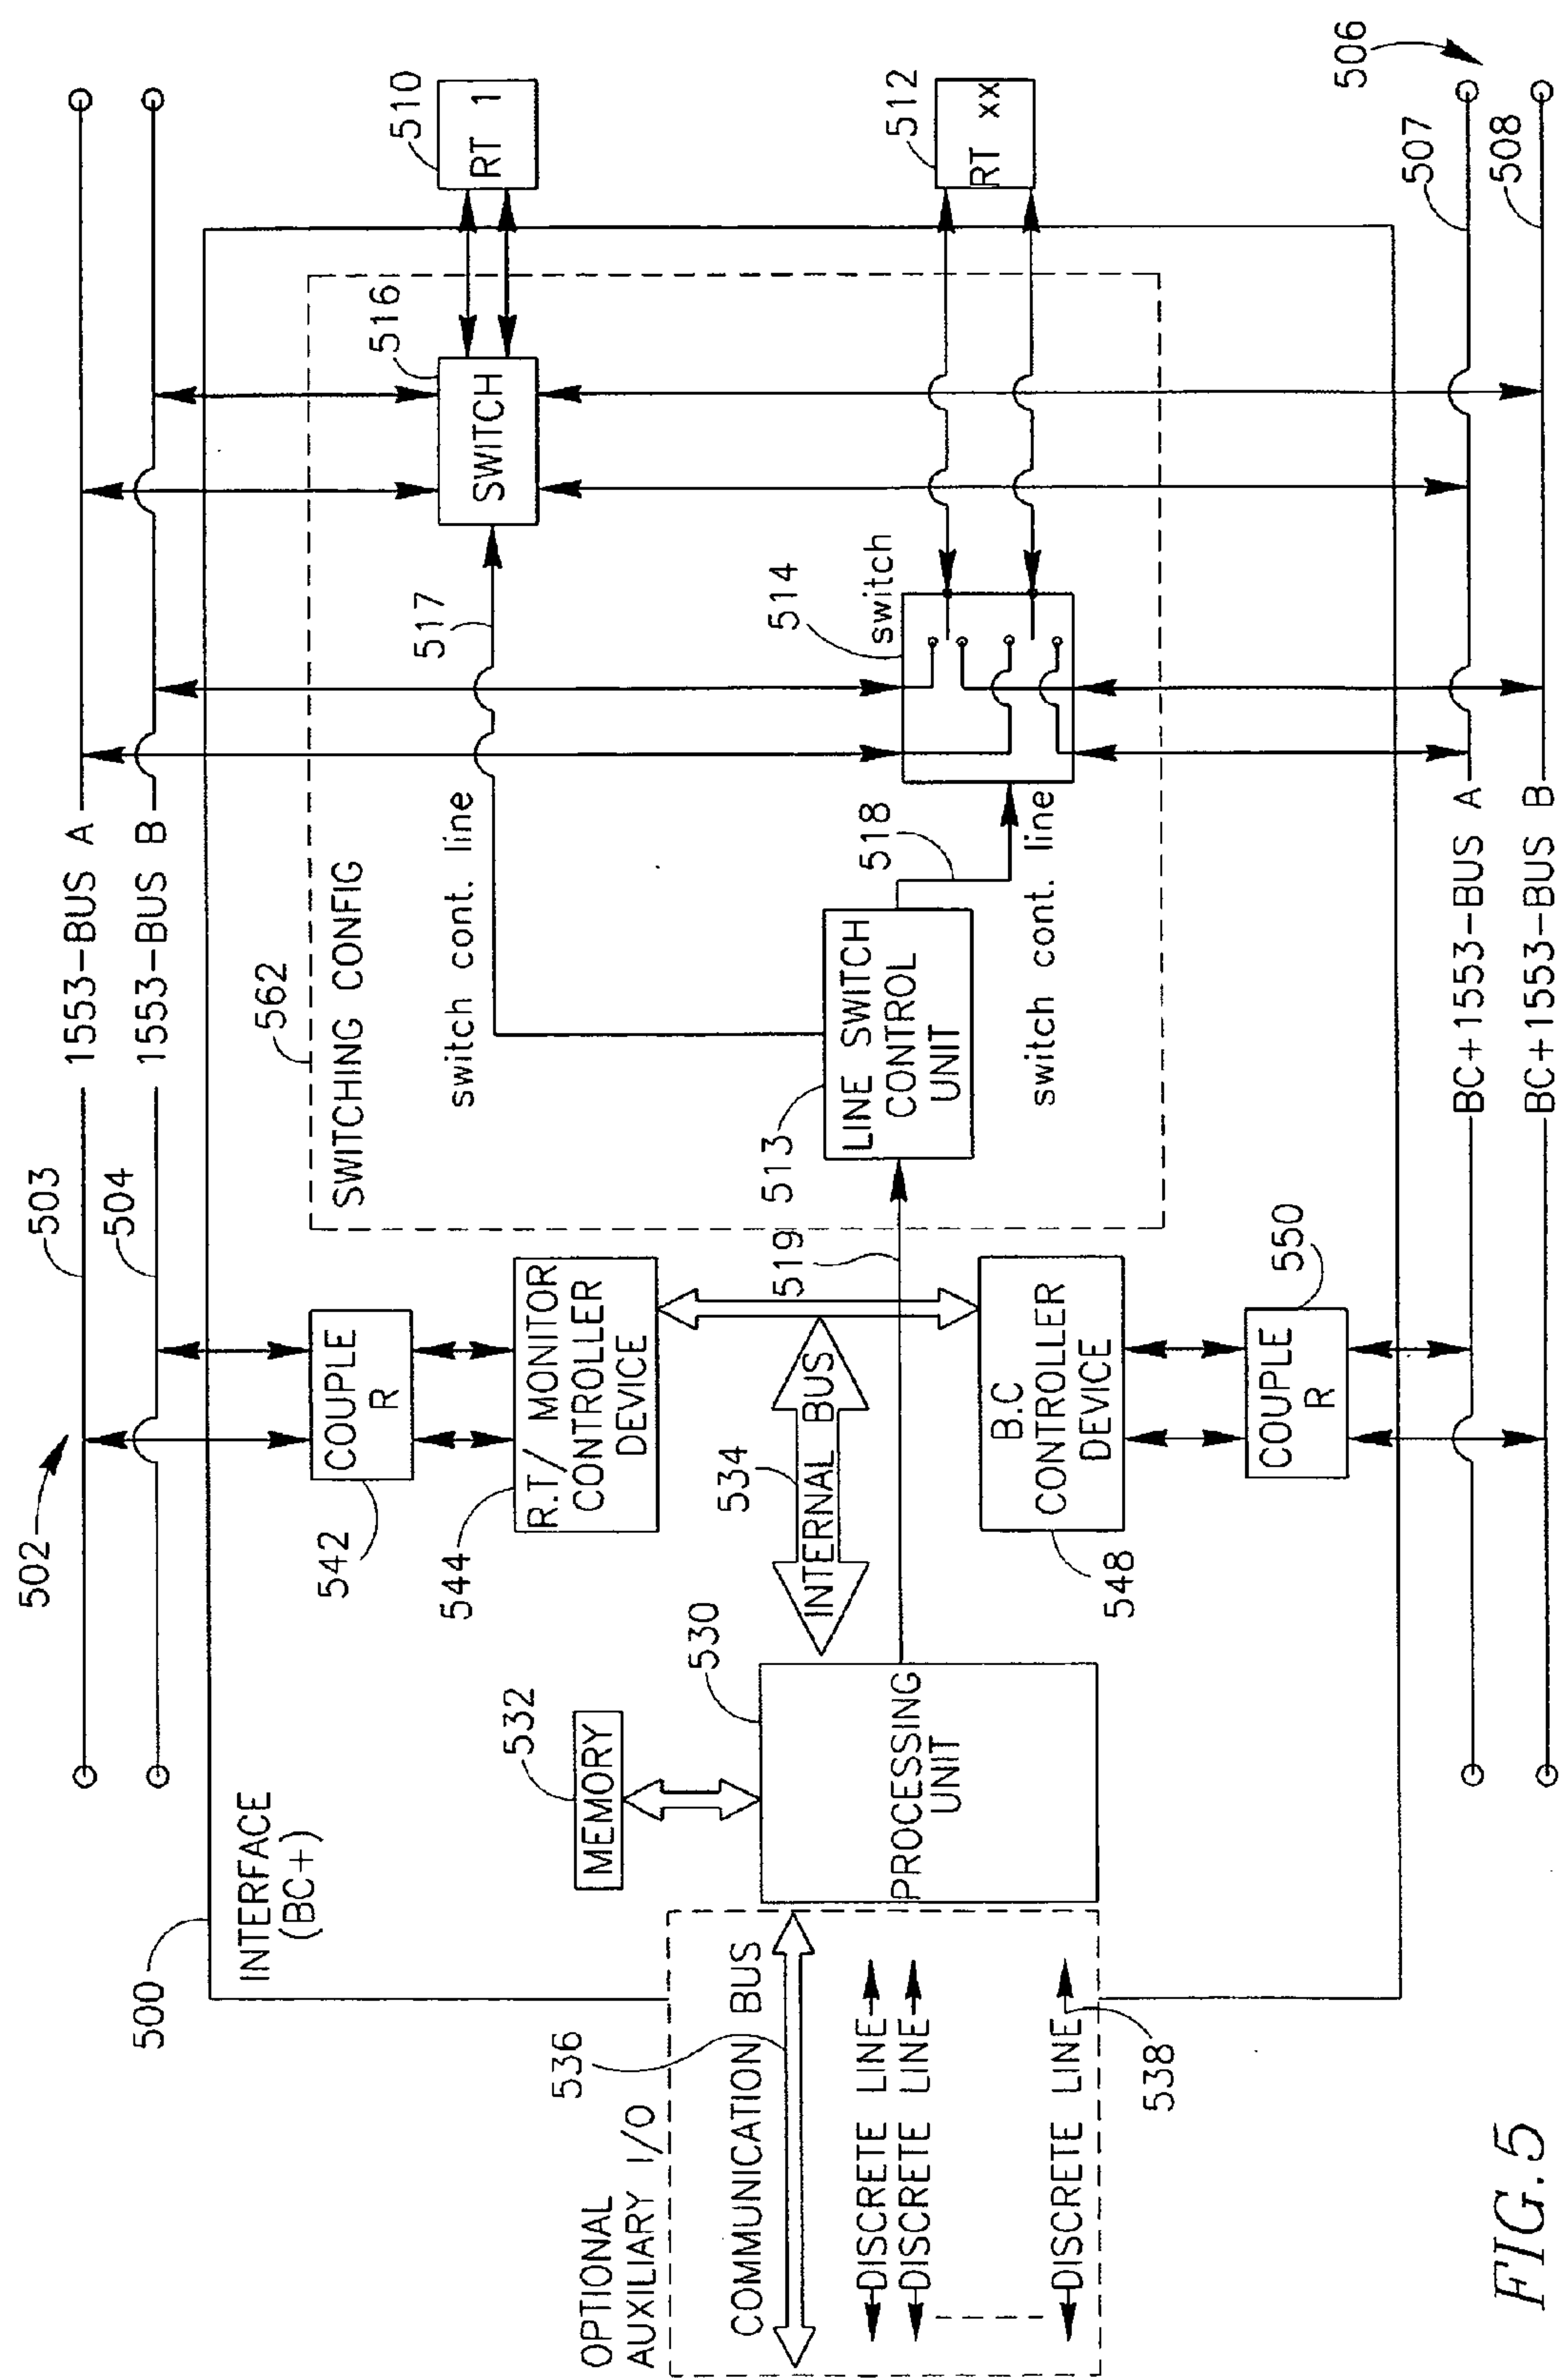 502
503
504
1553-BUS A
1553-BUS B
500
INTERFACE
(BC+)
562
SWITCHING CONFIG
542
COUPLE
R
516
SWITCH
510
RT 1
switch cont. line
517
544
R.T/ MONITOR
CONTROLLER
DEVICE
532
MEMORY
OPTIONAL
AUXILIARY I/O
536
COMMUNICATION BUS
530
PROCESSING
UNIT
534
INTERNAL BUS
519
513
LINE SWITCH
CONTROL
UNIT
518
514
switch
512
RT xx
DISCRETE LINE
DISCRETE LINE
DISCRETE LINE
538
switch cont. line
548
B.C
CONTROLLER
DEVICE
550
COUPLE
R
506
507
508
BC+1553-BUS A
BC+1553-BUS B
FIG.5